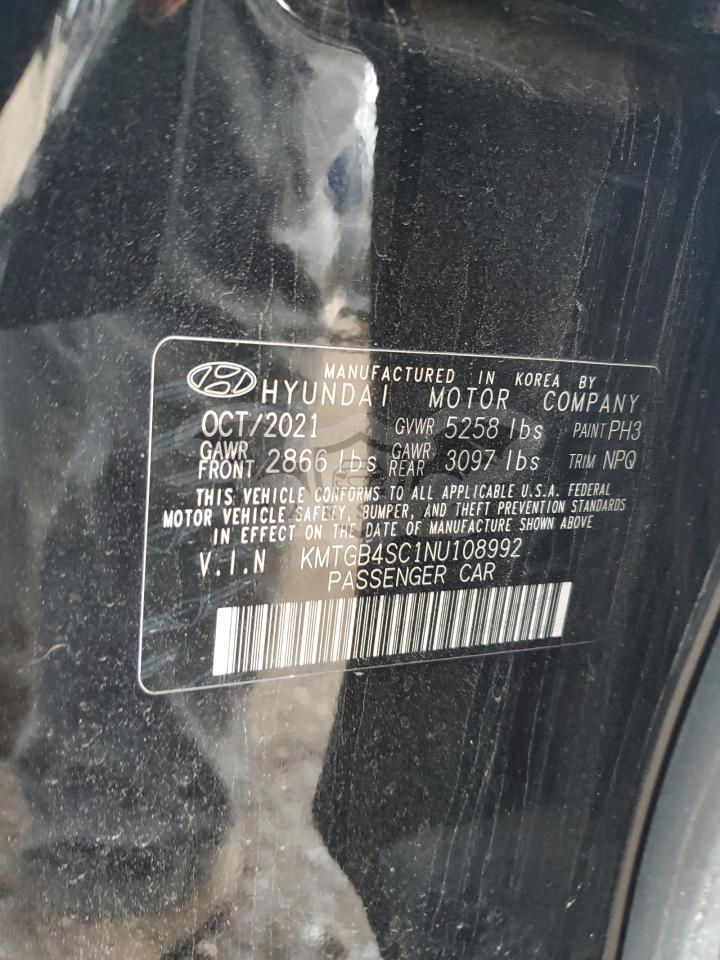 MANUFACTURED IN KOREA BY
HYUNDAI MOTOR COMPANY
OCT/2021 GVWR 5258 lbs PAINT PH3
GAWR FRONT 2866 lbs GAWR REAR 3097 lbs TRIM NPQ
THIS VEHICLE CONFORMS TO ALL APPLICABLE U.S.A. FEDERAL
MOTOR VEHICLE SAFETY, BUMPER, AND THEFT PREVENTION STANDARDS
IN EFFECT ON THE DATE OF MANUFACTURE SHOWN ABOVE
V.I.N KMTGB4SC1NU108992
PASSENGER CAR